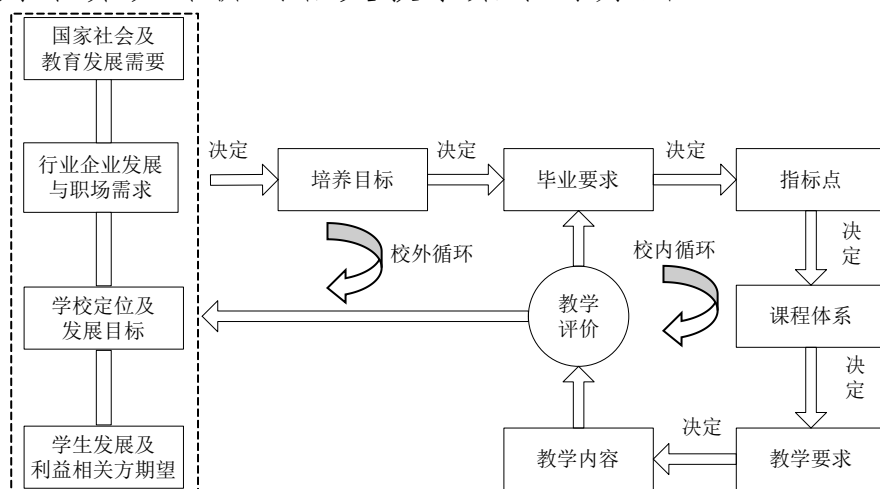 国家社会及
教育发展需要
行业企业发展
与职场需求
学校定位及
发展目标
学生发展及
利益相关方期望
决定
培养目标
决定
毕业要求
决定
指标点
校外循环
校内循环
决
定
教学
评价
课程体系
决
定
教学内容
决定
教学要求